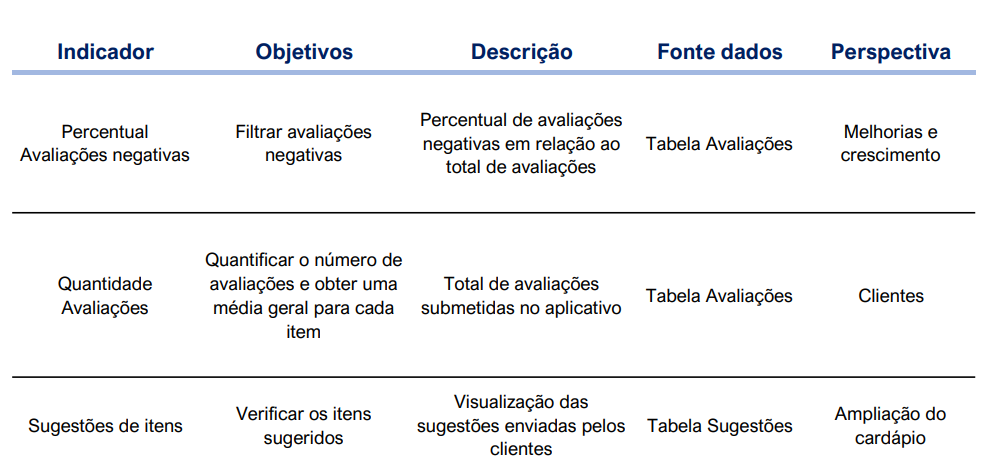 Indicador Objetivos Descrição Fonte dados Perspectiva
Percentual
Avaliações negativas
Filtrar avaliações
negativas
Percentual de avaliações
negativas em relação ao
total de avaliações
Tabela Avaliações
Melhorias e
crescimento
Quantidade
Avaliações
Quantificar o número de
avaliações e obter uma
média geral para cada
item
Total de avaliações
submetidas no aplicativo
Tabela Avaliações
Clientes
Sugestões de itens
Verificar os itens
sugeridos
Visualização das
sugestões enviadas pelos
clientes
Tabela Sugestões
Ampliação do
cardápio